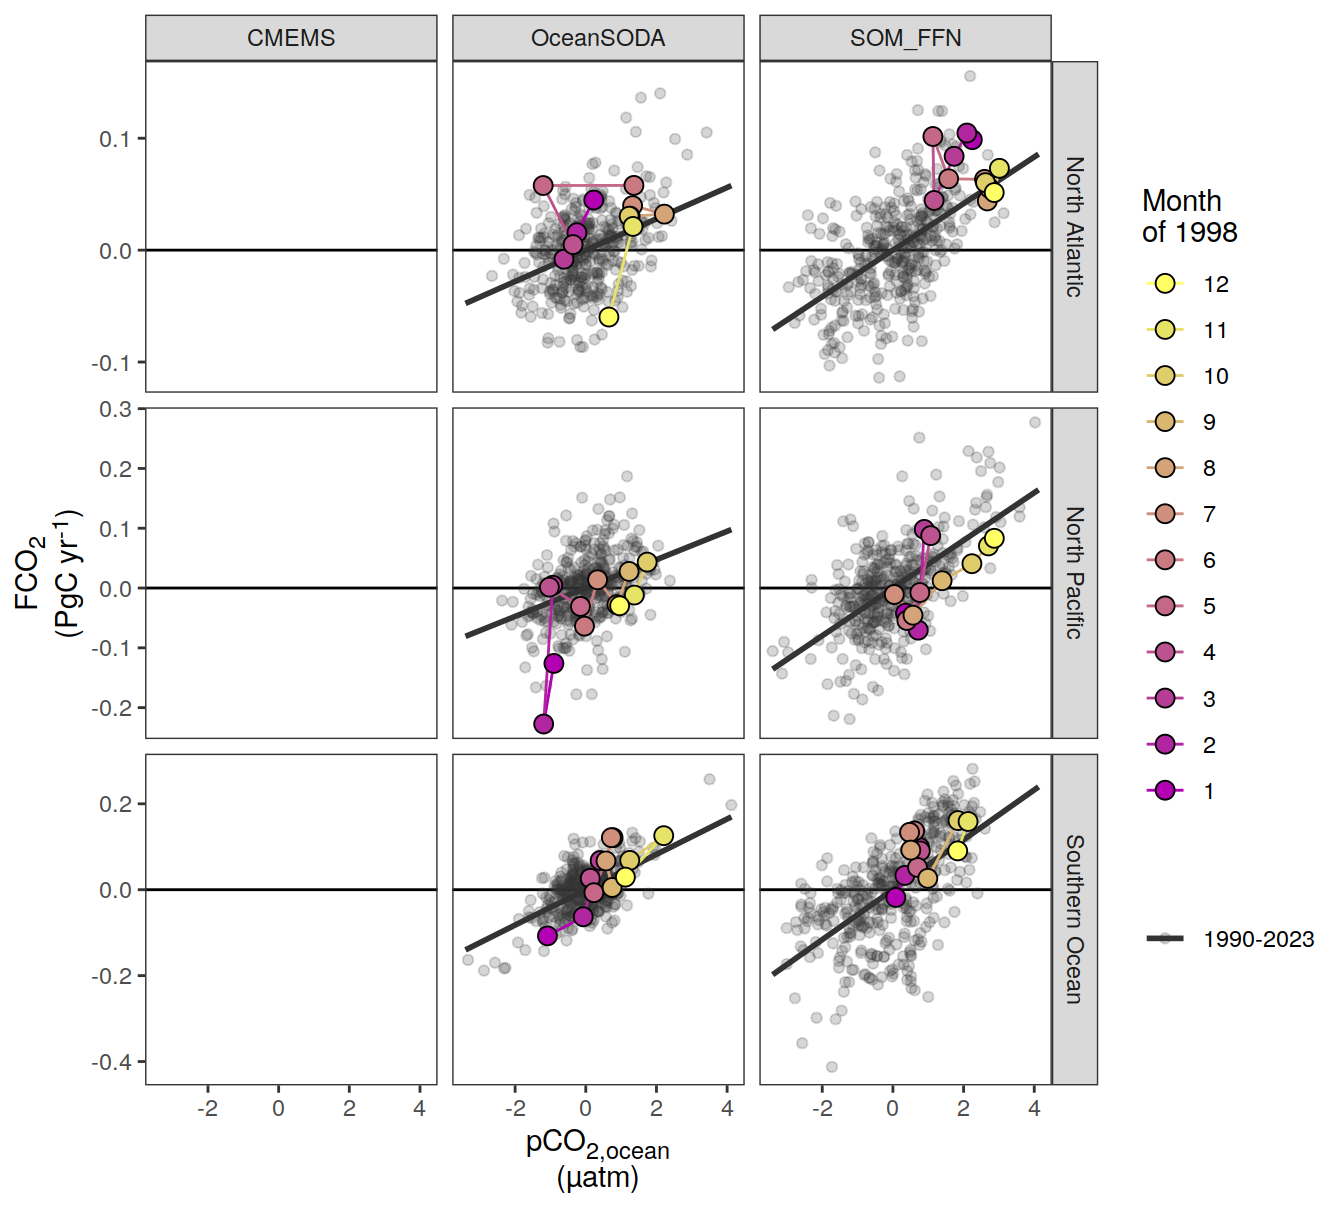 CMEMS OceanSODA SOM_FFN
0.1
0.0
-0.1
North Atlantic
0.3
0.2
0.1
0.0
-0.1
-0.2
North Pacific
0.2
0.0
-0.2
-0.4
Southern Ocean
-2 0 2 4 -2 0 2 4 -2 0 2 4
pCO2,ocean
(µatm)
FCO2
(PgC yr-1)
Month
of 1998
12
11
10
9
8
7
6
5
4
3
2
1
1990-2023